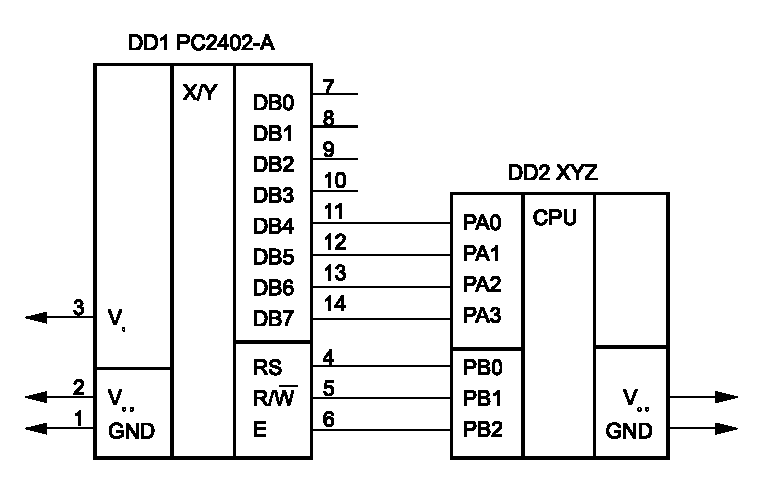 DD1 PC2402-A
X/Y
DB0 7
DB1 8
DB2 9
DB3 10
DB4 11
DB5 12
DB6 13
DB7 14
3 V
RS 4
2 V
R/W 5
1 GND
E 6
DD2 XYZ
CPU
PA0
PA1
PA2
PA3
PB0
PB1
V
PB2
GND